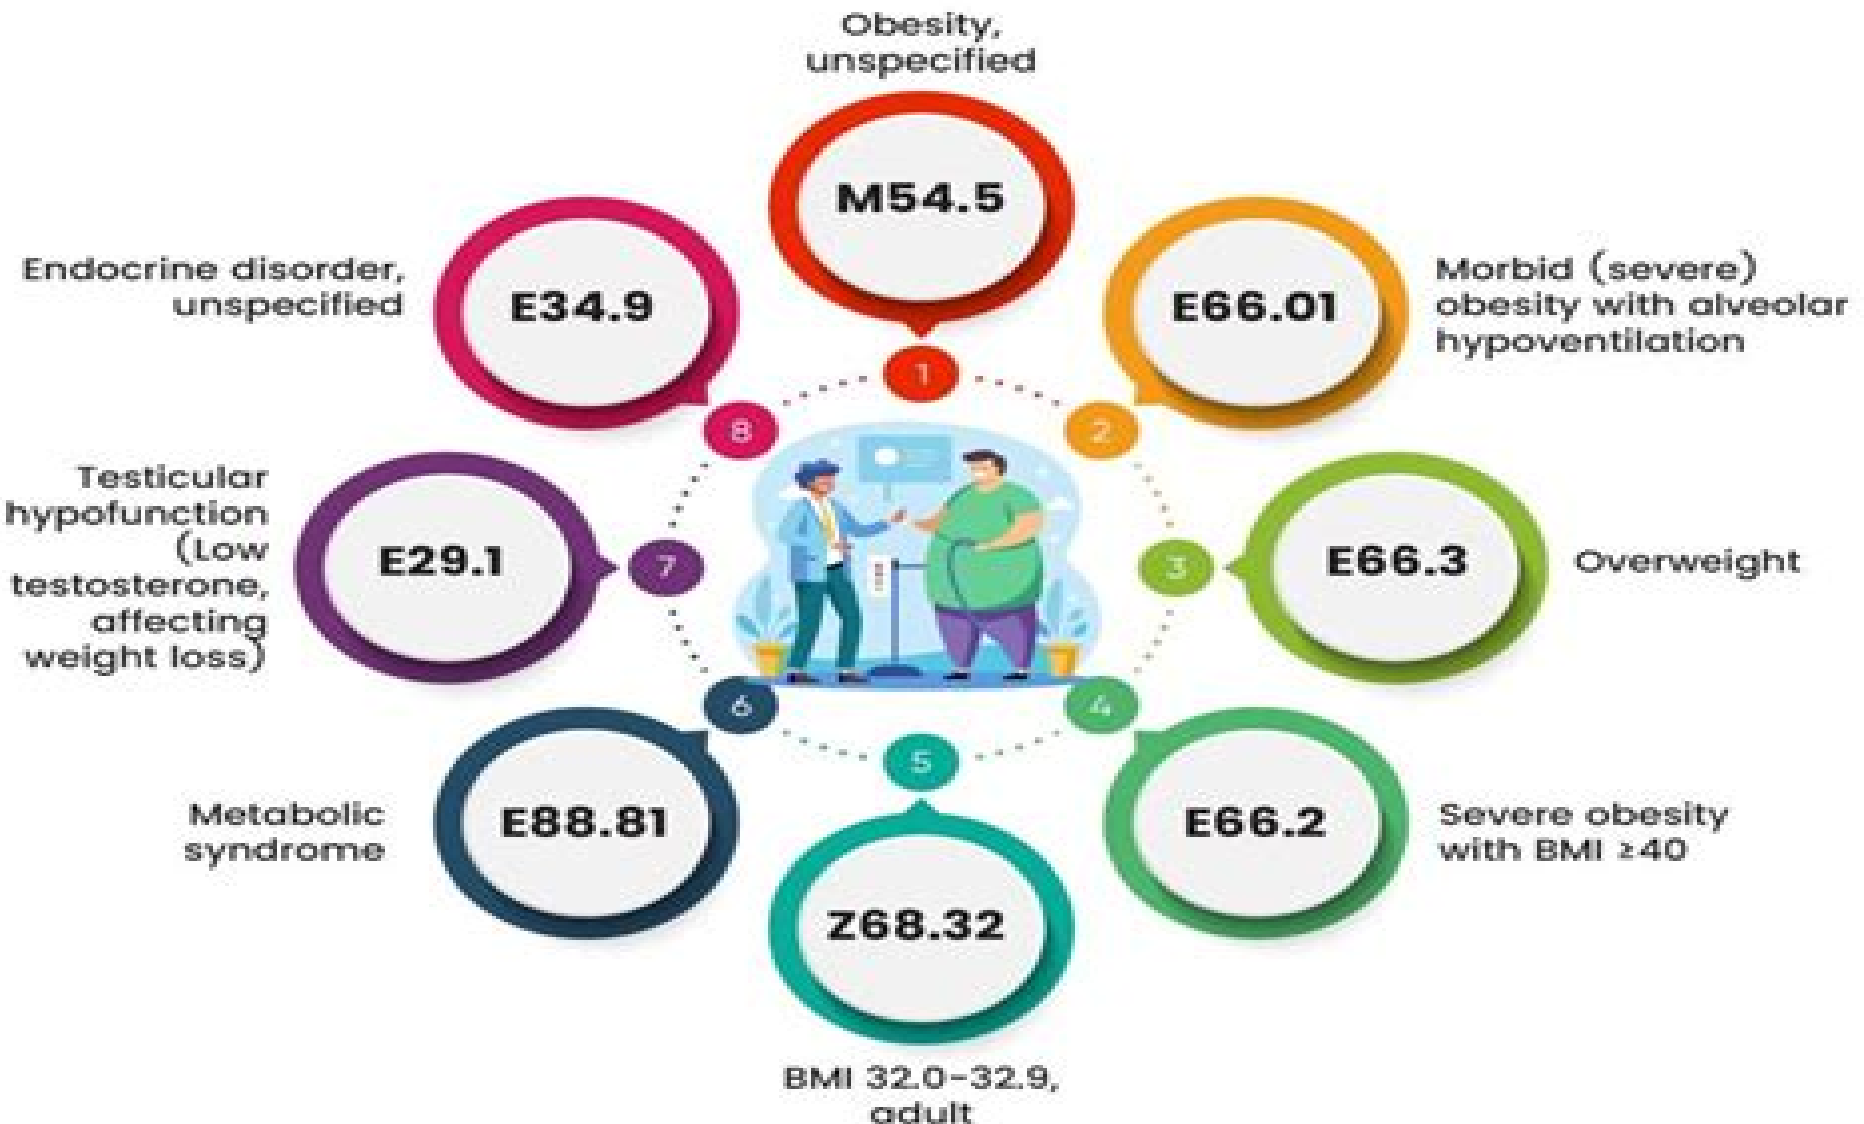 Obesity,
unspecified
M54.5
1
E66.01
Morbid (severe)
obesity with alveolar
hypoventilation
2
E66.3
Overweight
3
E66.2
Severe obesity
with BMI ≥40
4
5
Z68.32
BMI 32.0-32.9,
adult
6
E88.81
Metabolic
syndrome
7
E29.1
Testicular
hypofunction
(Low
testosterone,
affecting
weight loss)
8
E34.9
Endocrine disorder,
unspecified